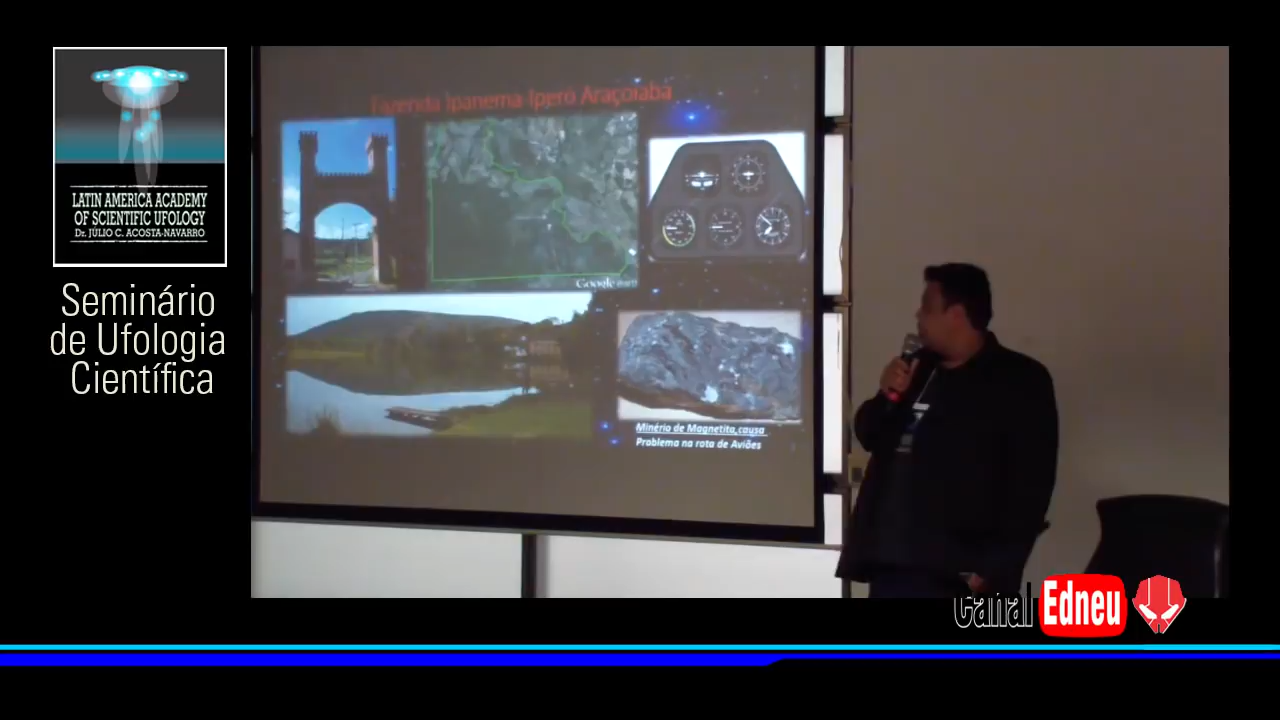 LATIN AMERICA ACADEMY
OF SCIENTIFIC UFOLOGY
Dr. JÚLIO C. ACOSTA-NAVARRO
Seminário
de Ufologia
Científica
Fazenda Ipanema Iperó Araçoiaba
Google earth
Minério de Magnetita,causa
Problema na rota de Aviões
Canal Edneu